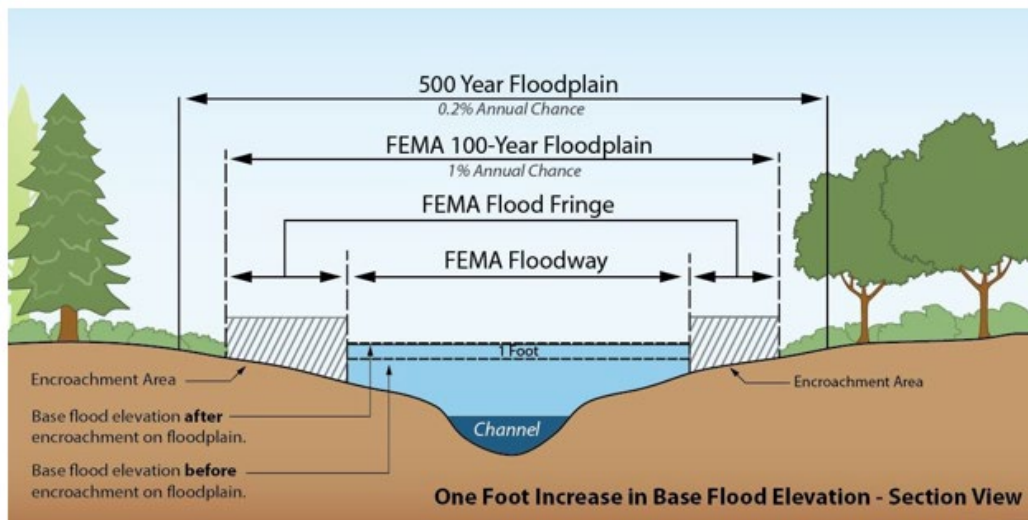 500 Year Floodplain
0.2% Annual Chance
FEMA 100-Year Floodplain
1% Annual Chance
FEMA Flood Fringe
FEMA Floodway
1 Foot
Encroachment Area
Encroachment Area
Base flood elevation after
encroachment on floodplain.
Channel
Base flood elevation before
encroachment on floodplain.
One Foot Increase in Base Flood Elevation - Section View